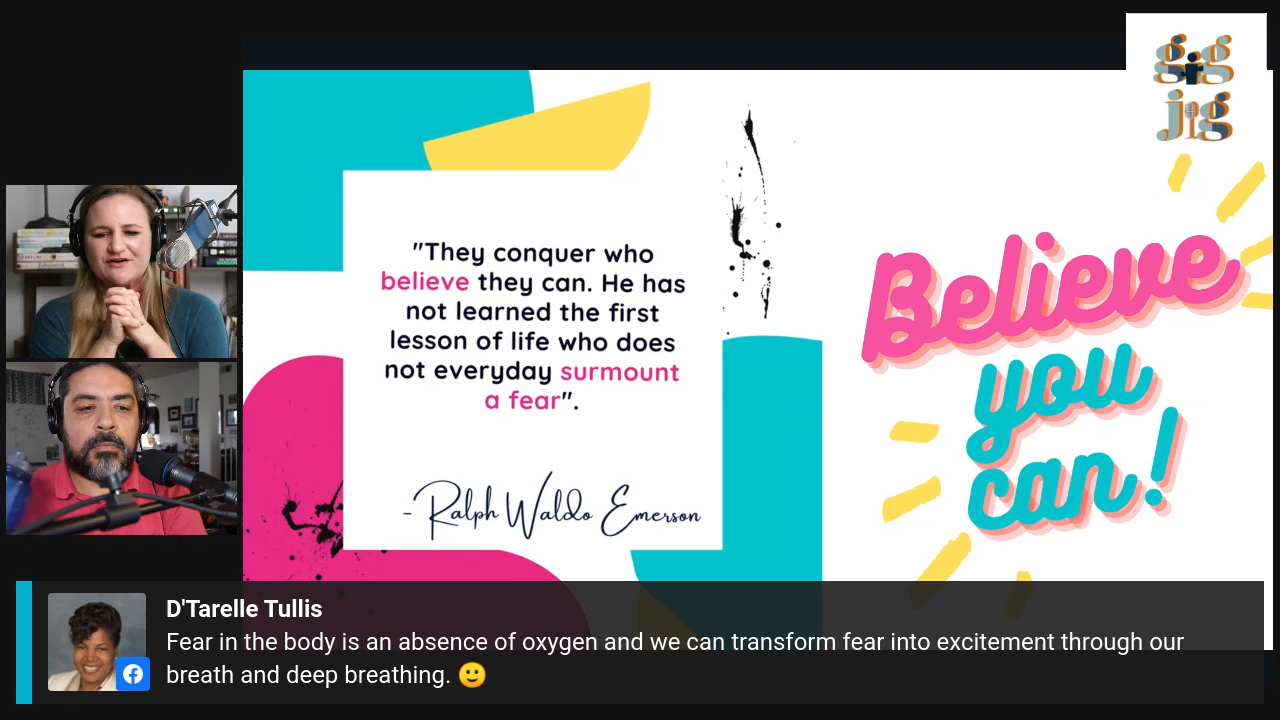 gig
jig
"They conquer who
believe they can. He has
not learned the first
lesson of life who does
not everyday surmount
a fear".
- Ralph Waldo Emerson
Believe
you
can!
D'Tarelle Tullis
Fear in the body is an absence of oxygen and we can transform fear into excitement through our
breath and deep breathing. 🙂